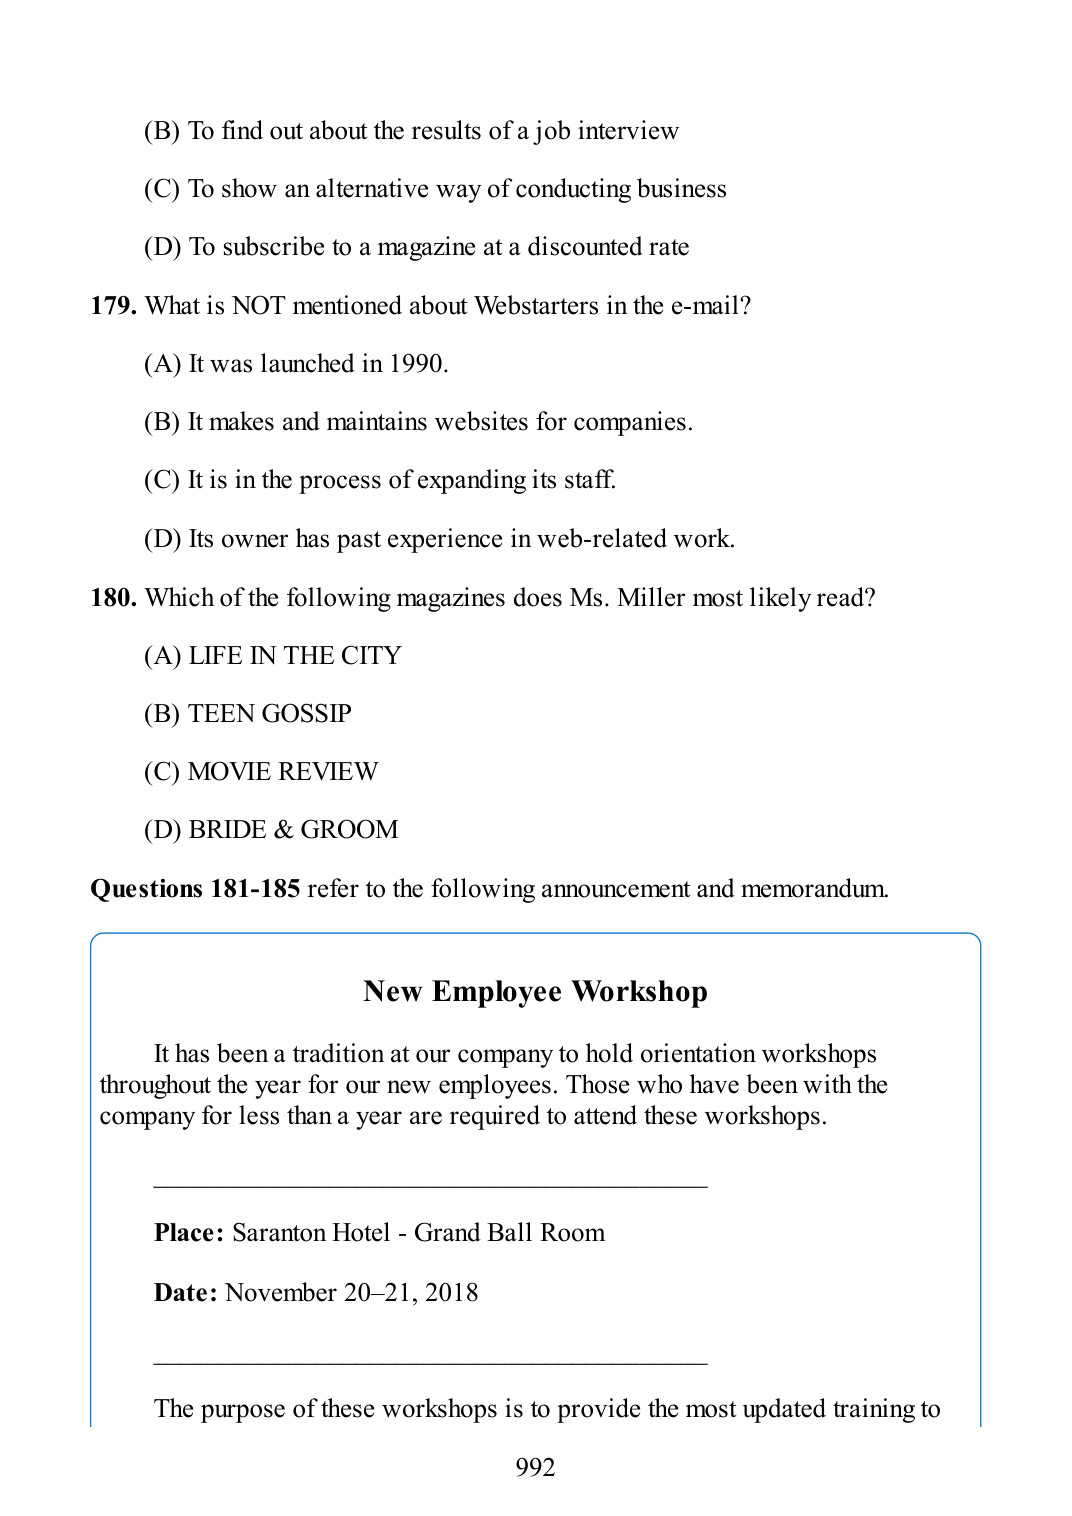 (B) To find out about the results of a job interview
(C) To show an alternative way of conducting business
(D) To subscribe to a magazine at a discounted rate
179. What is NOT mentioned about Webstarters in the e-mail?
(A) It was launched in 1990.
(B) It makes and maintains websites for companies.
(C) It is in the process of expanding its staff.
(D) Its owner has past experience in web-related work.
180. Which of the following magazines does Ms. Miller most likely read?
(A) LIFE IN THE CITY
(B) TEEN GOSSIP
(C) MOVIE REVIEW
(D) BRIDE & GROOM
Questions 181-185 refer to the following announcement and memorandum.
New Employee Workshop
It has been a tradition at our company to hold orientation workshops
throughout the year for our new employees. Those who have been with the
company for less than a year are required to attend these workshops.
Place: Saranton Hotel - Grand Ball Room
Date: November 20–21, 2018
The purpose of these workshops is to provide the most updated training to
992